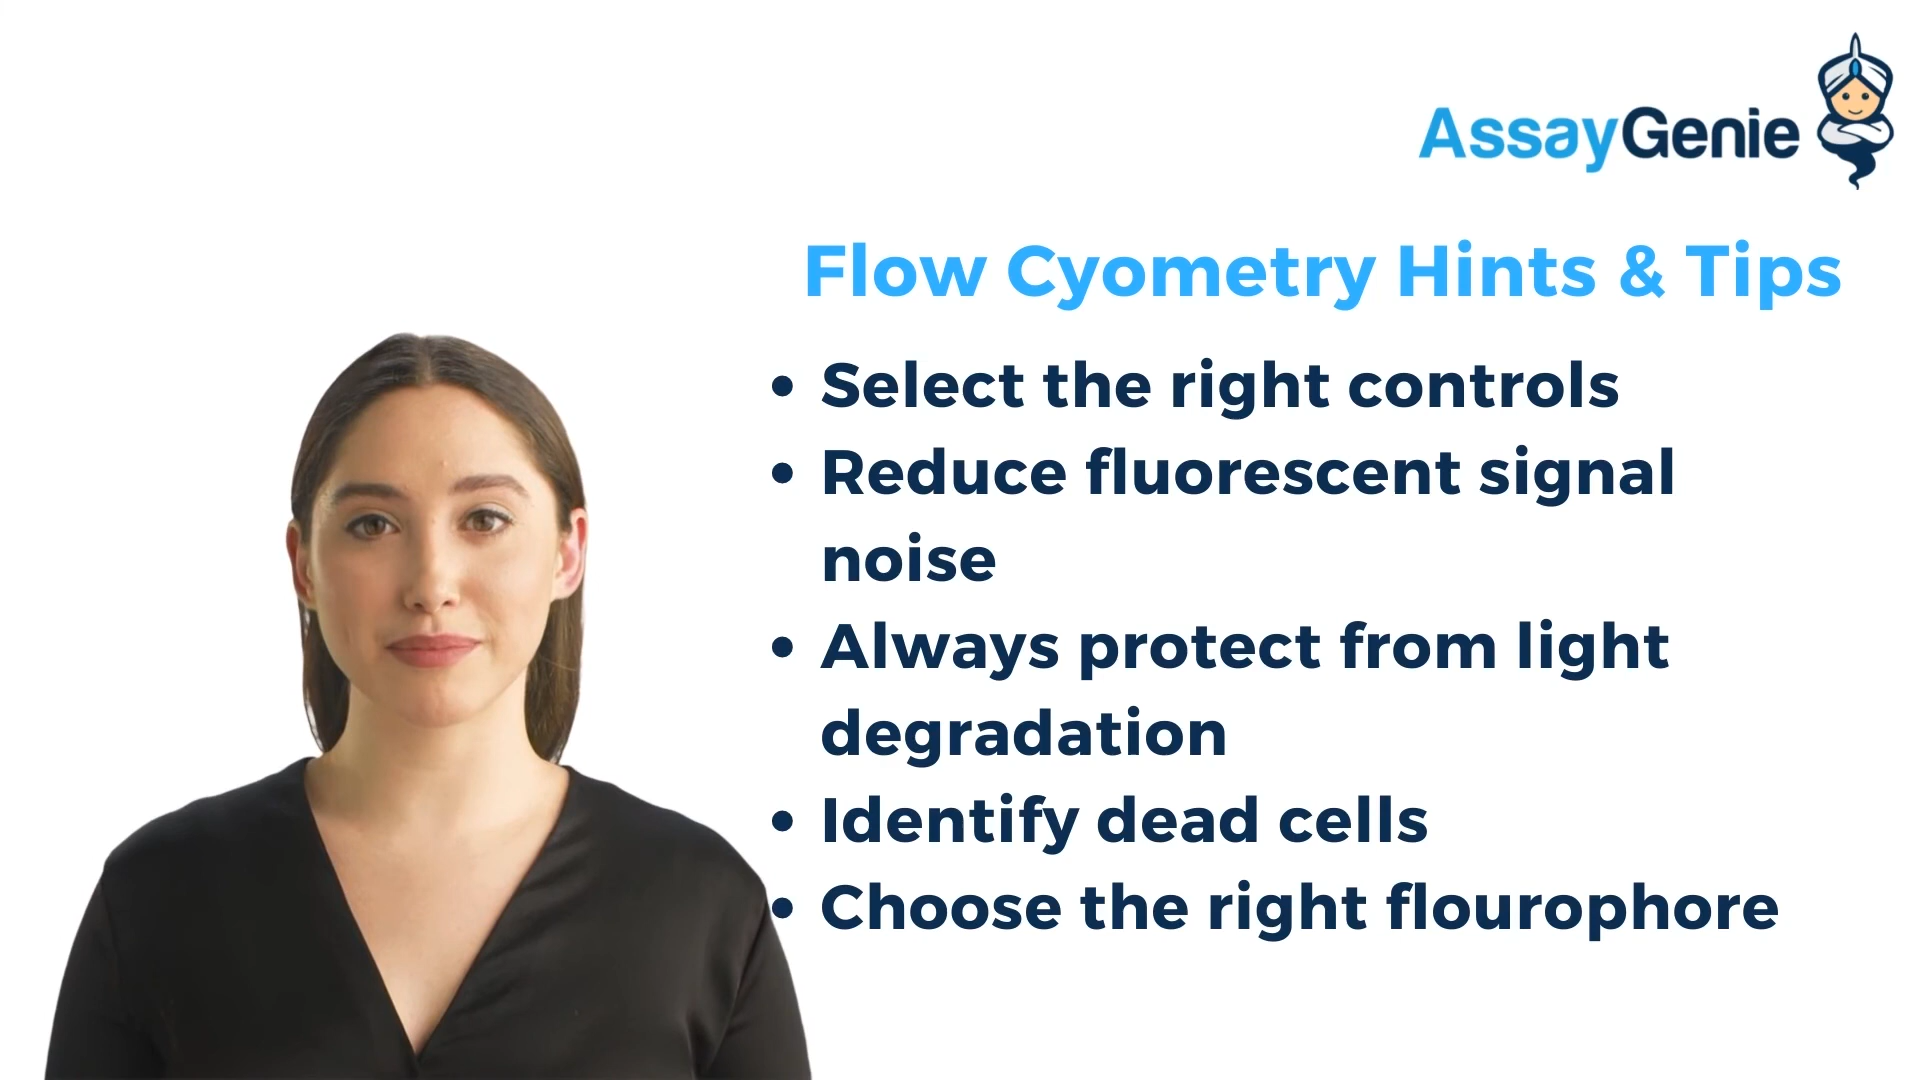 AssayGenie
Flow Cyometry Hints & Tips
• Select the right controls
• Reduce fluorescent signal
noise
• Always protect from light
degradation
• Identify dead cells
• Choose the right flourophore